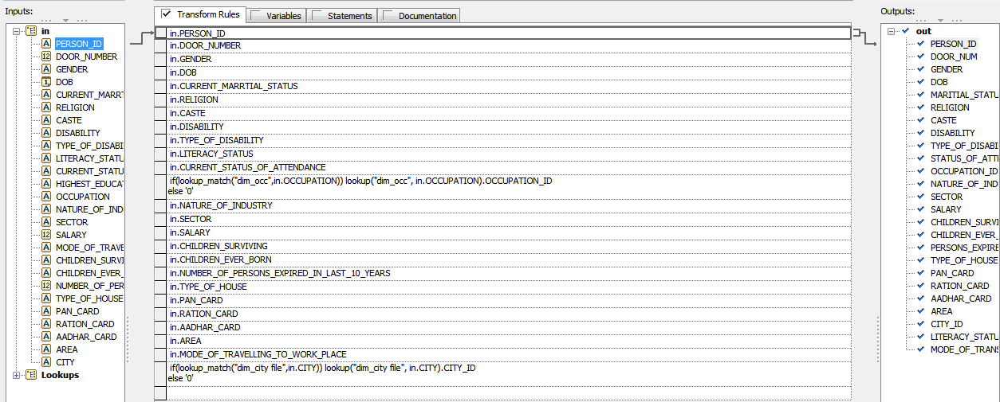 Inputs:
in
PERSON_ID
DOOR_NUMBER
GENDER
DOB
CURRENT_MARRT
RELIGION
CASTE
DISABILITY
TYPE_OF_DISABI
LITERACY_STATU
CURRENT_STATU
HIGHEST_EDUCAT
OCCUPATION
NATURE_OF_IND
SECTOR
SALARY
MODE_OF_TRAVE
CHILDREN_SURVI
CHILDREN_EVER_
NUMBER_OF_PER
TYPE_OF_HOUSE
PAN_CARD
RATION_CARD
AADHAR_CARD
AREA
CITY
Lookups
Transform Rules Variables Statements Documentation
in.PERSON_ID
in.DOOR_NUMBER
in.GENDER
in.DOB
in.CURRENT_MARRTIAL_STATUS
in.RELIGION
in.CASTE
in.DISABILITY
in.TYPE_OF_DISABILITY
in.LITERACY_STATUS
in.CURRENT_STATUS_OF_ATTENDANCE
if(lookup_match("dim_occ",in.OCCUPATION)) lookup("dim_occ", in.OCCUPATION).OCCUPATION_ID
else '0'
in.NATURE_OF_INDUSTRY
in.SECTOR
in.SALARY
in.CHILDREN_SURVIVING
in.CHILDREN_EVER_BORN
in.NUMBER_OF_PERSONS_EXPIRED_IN_LAST_10_YEARS
in.TYPE_OF_HOUSE
in.PAN_CARD
in.RATION_CARD
in.AADHAR_CARD
in.AREA
in.MODE_OF_TRAVELLING_TO_WORK_PLACE
if(lookup_match("dim_city file",in.CITY)) lookup("dim_city file", in.CITY).CITY_ID
else '0'
Outputs:
out
PERSON_ID
DOOR_NUM
GENDER
DOB
MARITIAL_STATU
RELIGION
CASTE
DISABILITY
TYPE_OF_DISABI
STATUS_OF_ATTI
OCCUPATION_ID
NATURE_OF_IND
SECTOR
SALARY
CHILDREN_SURVI
CHILDREN_EVER_
PERSONS_EXPIRE
TYPE_OF_HOUSE
PAN_CARD
RATION_CARD
AADHAR_CARD
AREA
CITY_ID
LITERACY_STATU
MODE_OF_TRANS